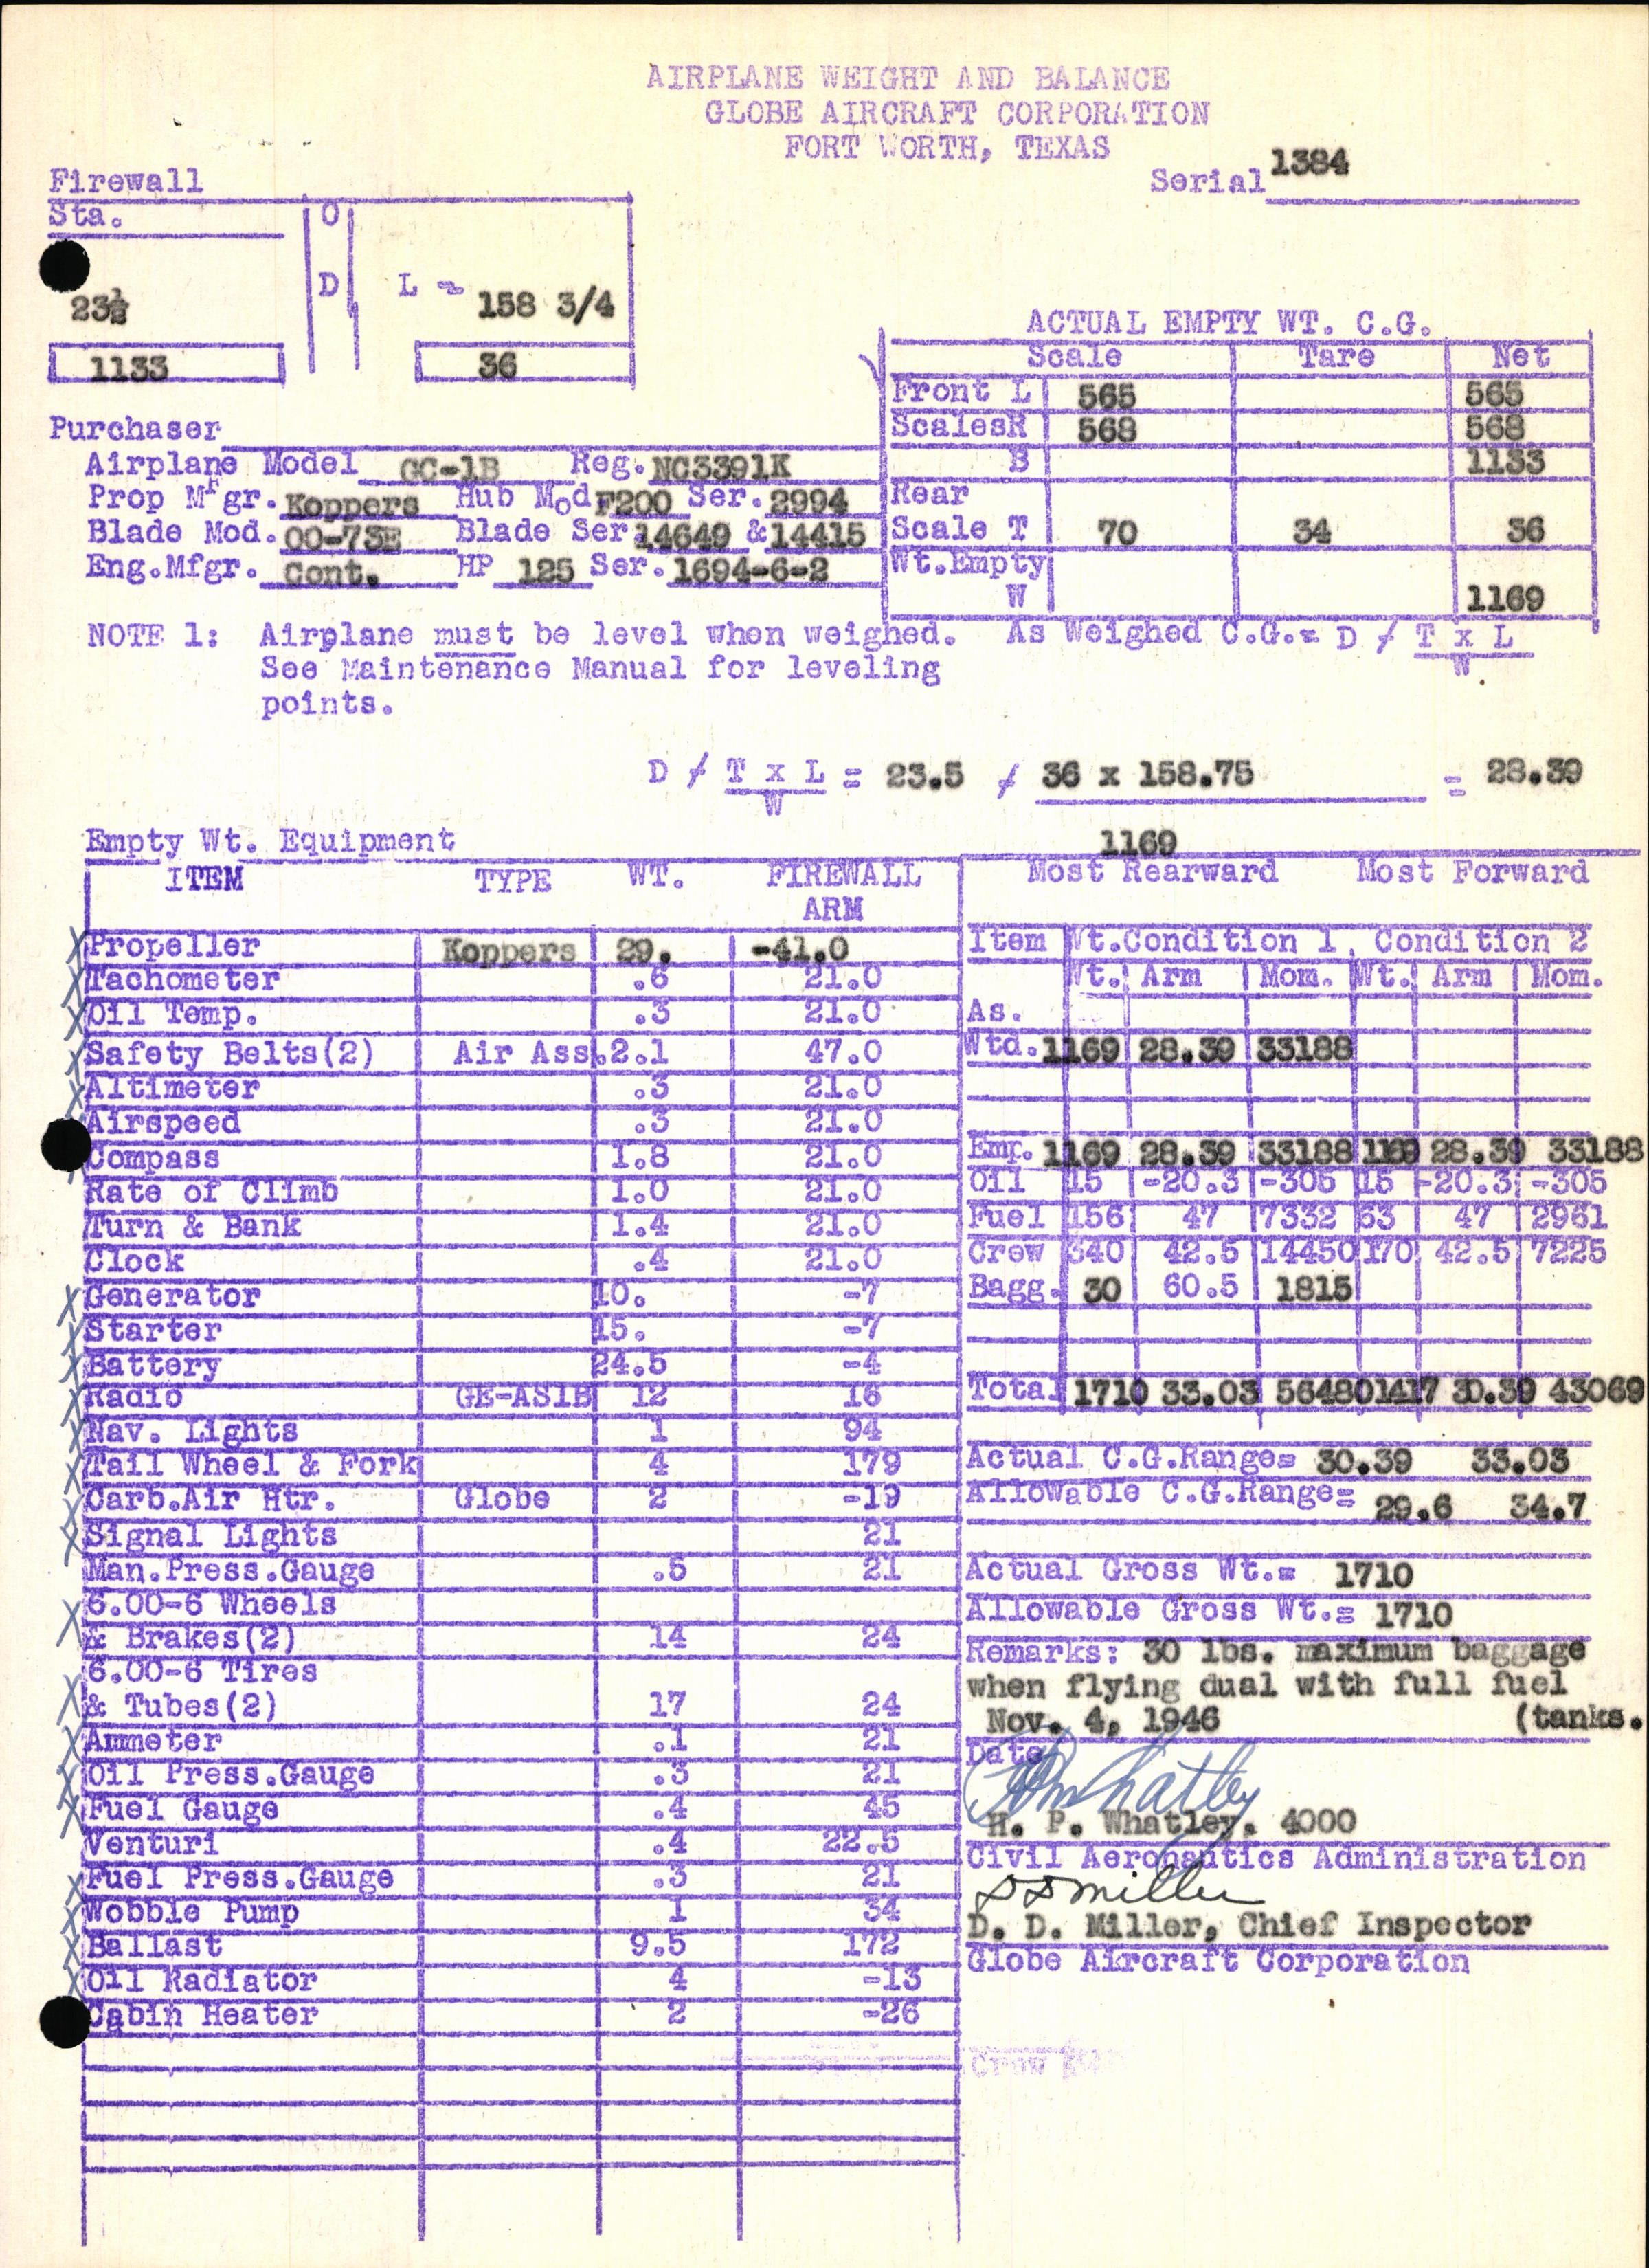 AIRPLANE WEIGHT AND BALANCE
GLOBE AIRCRAFT CORPORATION
FORT WORTH, TEXAS
Serial 1384
Firewall
Sta. O
D L = 158 3/4
23½
1133 36
ACTUAL EMPTY WT. C.G.
Scale Tare Net
Front L 565 565
Scales R 568 568
B 1133
Rear
Scale T 70 34 36
Wt.Empty
W 1169
Purchaser
Airplane Model GC-1B Reg. NC3391K
Prop Mfgr. Koppers Hub Mod F200 Ser. 2994
Blade Mod. 00-73E Blade Ser 14649 & 14415
Eng.Mfgr. Cont. HP 125 Ser. 1694-6-2
NOTE 1: Airplane must be level when weighed. As Weighed C.G.= D / T x L
W
See Maintenance Manual for leveling
points.
D / T x L = 23.5 / 36 x 158.75 = 28.39
W
1169
Empty Wt. Equipment
ITEM TYPE WT. FIREWALL
ARM
Propeller Koppers 29. -41.0
Tachometer .6 21.0
Oil Temp. .3 21.0
Safety Belts(2) Air Ass. 2.1 47.0
Altimeter .3 21.0
Airspeed .3 21.0
Compass 1.8 21.0
Rate of Climb 1.0 21.0
Turn & Bank 1.4 21.0
Clock .4 21.0
Generator 10. -7
Starter 15. -7
Battery 24.5 -4
Radio GE-AS1B 12 16
Nav. Lights 1 94
Tail Wheel & Fork 4 179
Carb.Air Htr. Globe 2 -19
Signal Lights 21
Man.Press.Gauge .5 21
6.00-6 Wheels
& Brakes(2) 14 24
6.00-6 Tires
& Tubes(2) 17 24
Ammeter .1 21
Oil Press.Gauge .3 21
Fuel Gauge .4 45
Venturi .4 22.5
Fuel Press.Gauge .3 21
Wobble Pump 1 34
Ballast 9.5 172
Oil Radiator 4 -13
Cabin Heater 2 -26
Most Rearward Most Forward
Item Wt.Condition 1 Condition 2
Wt. Arm Mom. Wt. Arm Mom.
As.
Wtd. 1169 28.39 33188
Emp. 1169 28.39 33188 1169 28.39 33188
Oil 15 -20.3 -305 15 -20.3 -305
Fuel 156 47 7332 63 47 2961
Crew 340 42.5 14450 170 42.5 7225
Bagg. 30 60.5 1815
Total 1710 33.03 56480 1417 30.39 43069
Actual C.G.Range= 30.39 33.03
Allowable C.G.Range= 29.6 34.7
Actual Gross Wt.= 1710
Allowable Gross Wt.= 1710
Remarks: 30 lbs. maximum baggage
when flying dual with full fuel
Nov. 4, 1946 (tanks.
Date
HPWhatley
H. P. Whatley. 4000
Civil Aeronautics Administration
DDMiller
D. D. Miller, Chief Inspector
Globe Aircraft Corporation
Crew